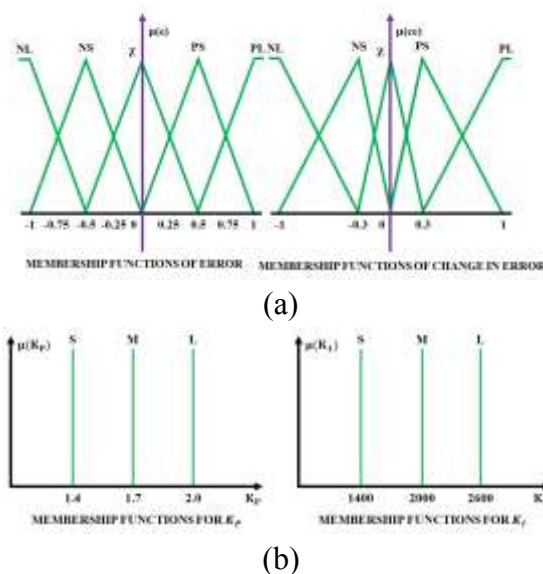 μ(e) μ(ce)
NL NS Z PS PL NL NS Z PS PL
-1 -0.75 -0.5 -0.25 0 0.25 0.5 0.75 1 -1 -0.3 0 0.3 1
MEMBERSHIP FUNCTIONS OF ERROR MEMBERSHIP FUNCTIONS OF CHANGE IN ERROR
(a)
μ(KP) S M L μ(KI) S M L
1.4 1.7 2.0 KP 1400 2000 2600 K
MEMBERSHIP FUNCTIONS FOR KP MEMBERSHIP FUNCTIONS FOR KI
(b)